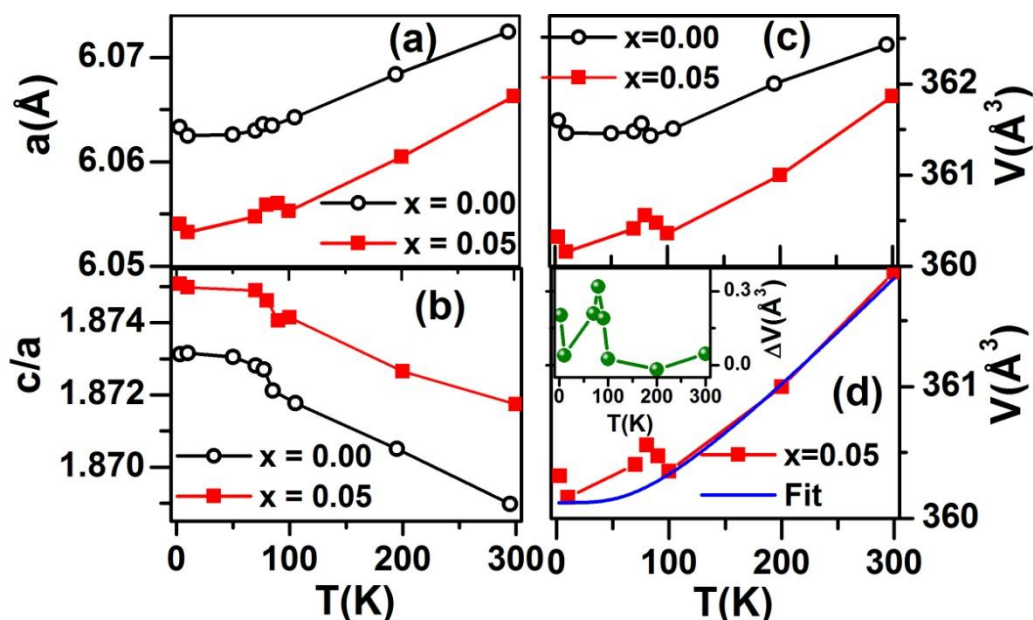 (a)
a(Å)
6.07
6.06
6.05
x = 0.00
x = 0.05
(b)
c/a
1.874
1.872
1.870
x = 0.00
x = 0.05
0
100
200
300
T(K)
(c)
x=0.00
x=0.05
V(Å³)
362
361
360
(d)
ΔV(Å³)
0.3
0.0
0
100
200
300
T(K)
x=0.05
Fit
V(Å³)
361
360
0
100
200
300
T(K)